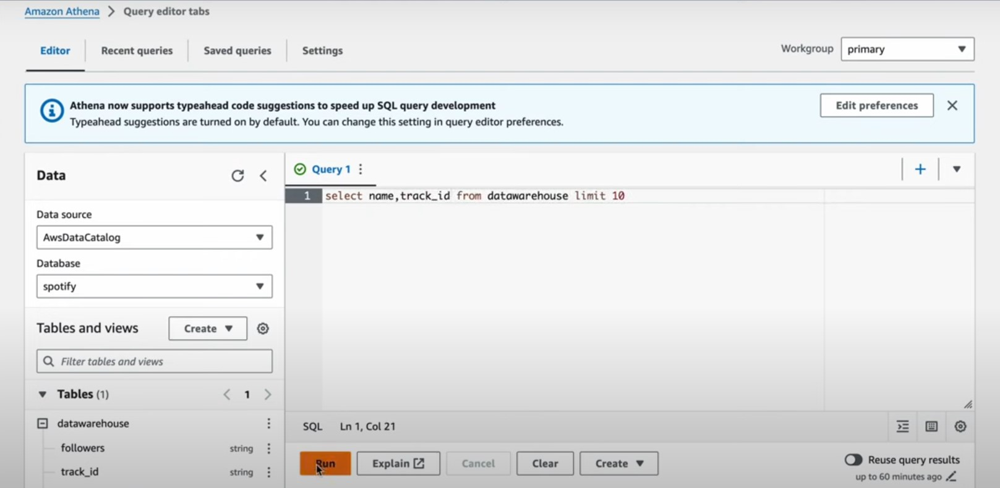 Amazon Athena > Query editor tabs
Editor Recent queries Saved queries Settings Workgroup primary
Athena now supports typeahead code suggestions to speed up SQL query development
Typeahead suggestions are turned on by default. You can change this setting in query editor preferences.
Edit preferences
Data
Data source
AwsDataCatalog
Database
spotify
Tables and views Create
Filter tables and views
Tables (1) < 1 >
datawarehouse
followers string
track_id string
Query 1
1 select name,track_id from datawarehouse limit 10
SQL Ln 1, Col 21
Run Explain Cancel Clear Create
Reuse query results
up to 60 minutes ago